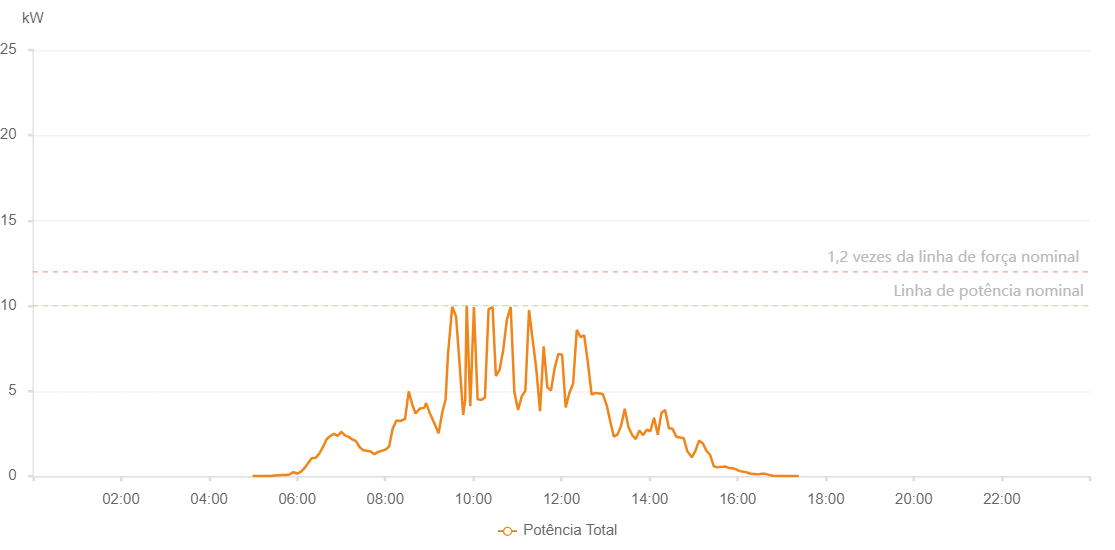 kW
25
20
15
1,2 vezes da linha de força nominal
Linha de potência nominal
10
5
0
02:00 04:00 06:00 08:00 10:00 12:00 14:00 16:00 18:00 20:00 22:00
Potência Total